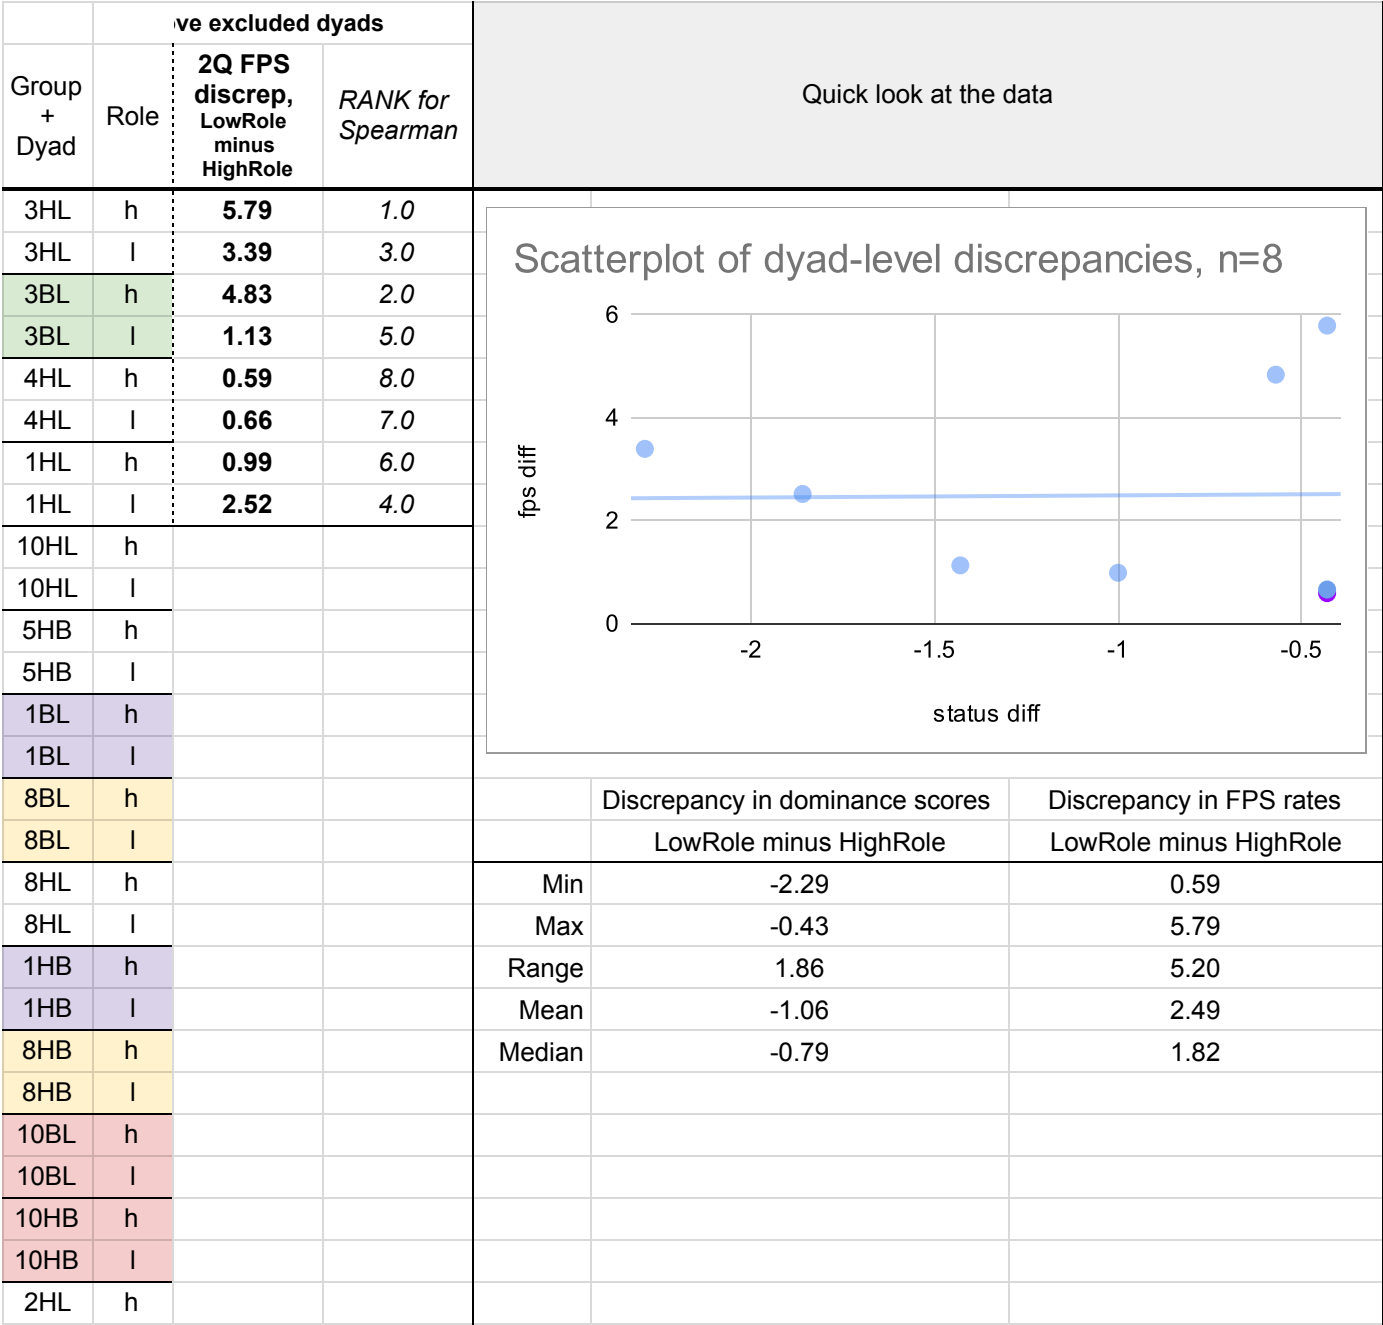 ve excluded dyads
Group + Dyad
Role
2Q FPS discrep, LowRole minus HighRole
RANK for Spearman
Quick look at the data
3HL h 5.79 1.0
3HL l 3.39 3.0
3BL h 4.83 2.0
3BL l 1.13 5.0
4HL h 0.59 8.0
4HL l 0.66 7.0
1HL h 0.99 6.0
1HL l 2.52 4.0
10HL h
10HL l
5HB h
5HB l
1BL h
1BL l
8BL h
8BL l
8HL h
8HL l
1HB h
1HB l
8HB h
8HB l
10BL h
10BL l
10HB h
10HB l
2HL h
Scatterplot of dyad-level discrepancies, n=8
fps diff
6
4
2
0
-2 -1.5 -1 -0.5
status diff
Discrepancy in dominance scores Discrepancy in FPS rates
LowRole minus HighRole LowRole minus HighRole
Min -2.29 0.59
Max -0.43 5.79
Range 1.86 5.20
Mean -1.06 2.49
Median -0.79 1.82